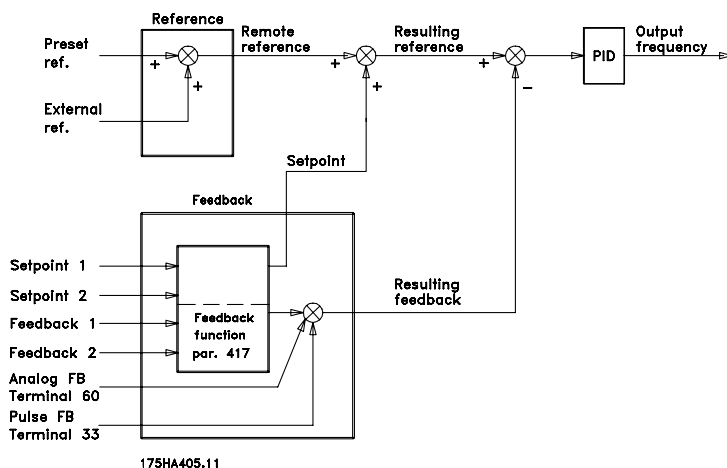 Reference
Preset
ref.
+
+
External
ref.
Remote
reference
+
+
Resulting
reference
+
−
PID
Output
frequency
Setpoint
Feedback
Setpoint 1
Setpoint 2
Feedback 1
Feedback 2
Feedback
function
par. 417
Resulting
feedback
Analog FB
Terminal 60
Pulse FB
Terminal 33
175HA405.11